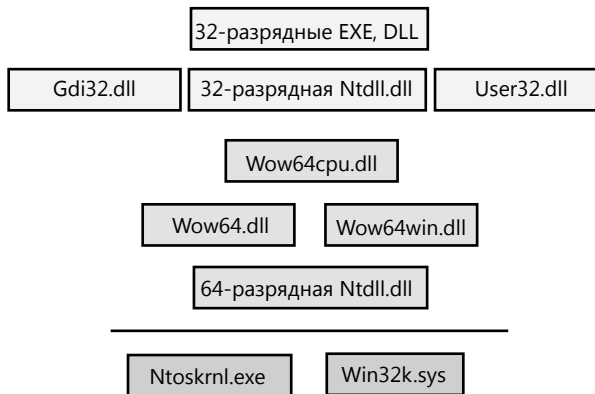 32-разрядные EXE, DLL
Gdi32.dll
32-разрядная Ntdll.dll
User32.dll
Wow64cpu.dll
Wow64.dll
Wow64win.dll
64-разрядная Ntdll.dll
Ntoskrnl.exe
Win32k.sys